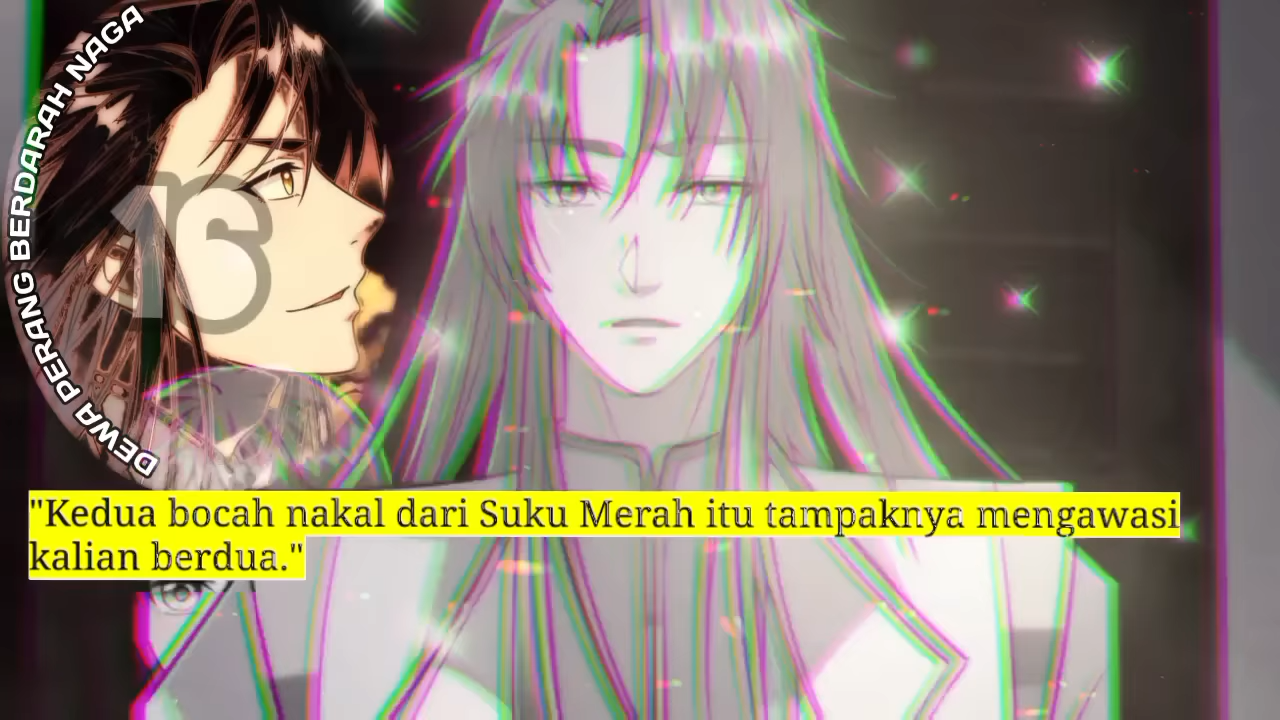 DEWA PERANG BERDARAH NAGA
16
"Kedua bocah nakal dari Suku Merah itu tampaknya mengawasi
kalian berdua."